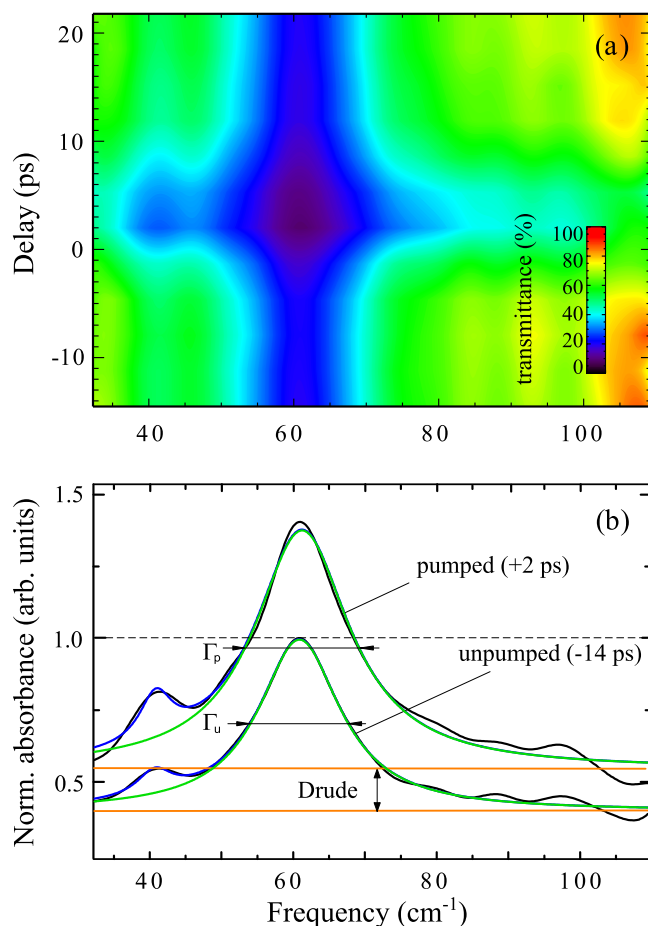 20
(a)
10
Delay (ps)
0
-10
transmittance (%)
100
80
60
40
20
0
40
60
80
100
1.5
(b)
pumped (+2 ps)
Norm. absorbance (arb. units)
1.0
Γp
unpumped (-14 ps)
Γu
0.5
Drude
40
60
80
100
Frequency (cm-1)